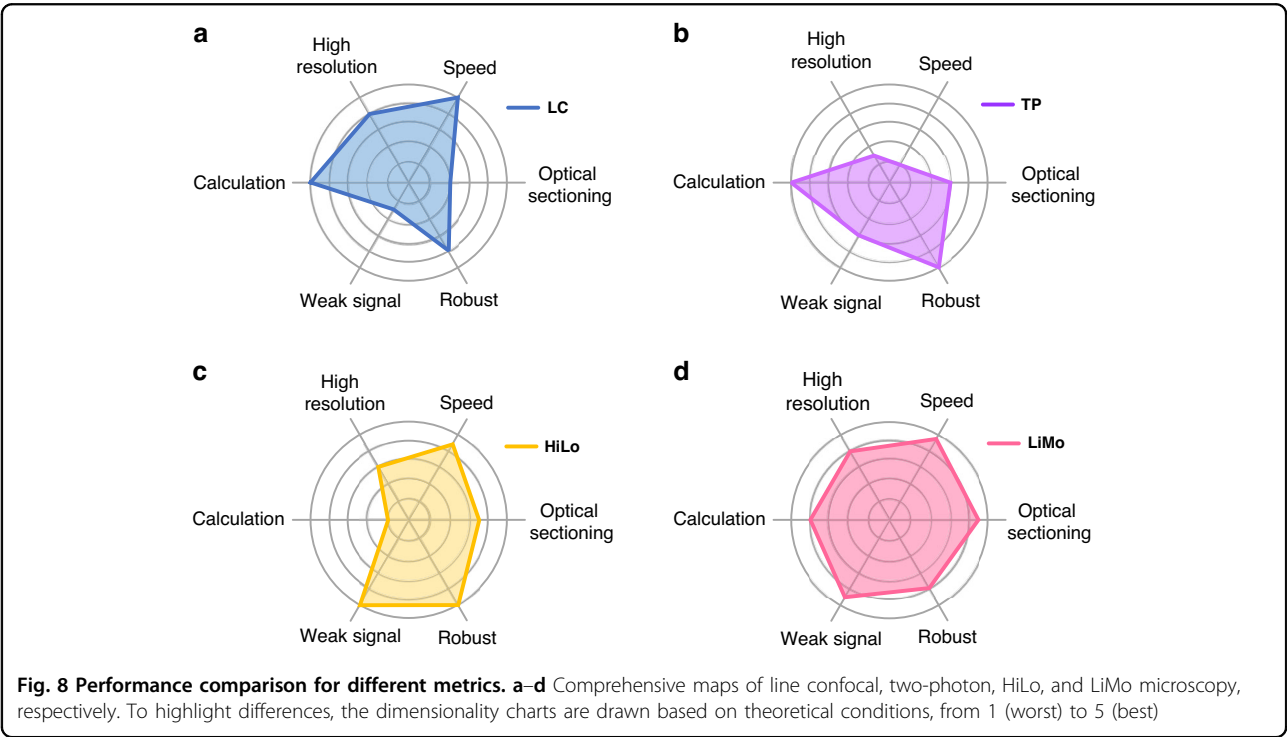 a
High
resolution
Speed
LC
Calculation
Optical
sectioning
Weak signal
Robust
b
High
resolution
Speed
TP
Calculation
Optical
sectioning
Weak signal
Robust
c
High
resolution
Speed
HiLo
Calculation
Optical
sectioning
Weak signal
Robust
d
High
resolution
Speed
LiMo
Calculation
Optical
sectioning
Weak signal
Robust
Fig. 8 Performance comparison for different metrics. a–d Comprehensive maps of line confocal, two-photon, HiLo, and LiMo microscopy,
respectively. To highlight differences, the dimensionality charts are drawn based on theoretical conditions, from 1 (worst) to 5 (best)